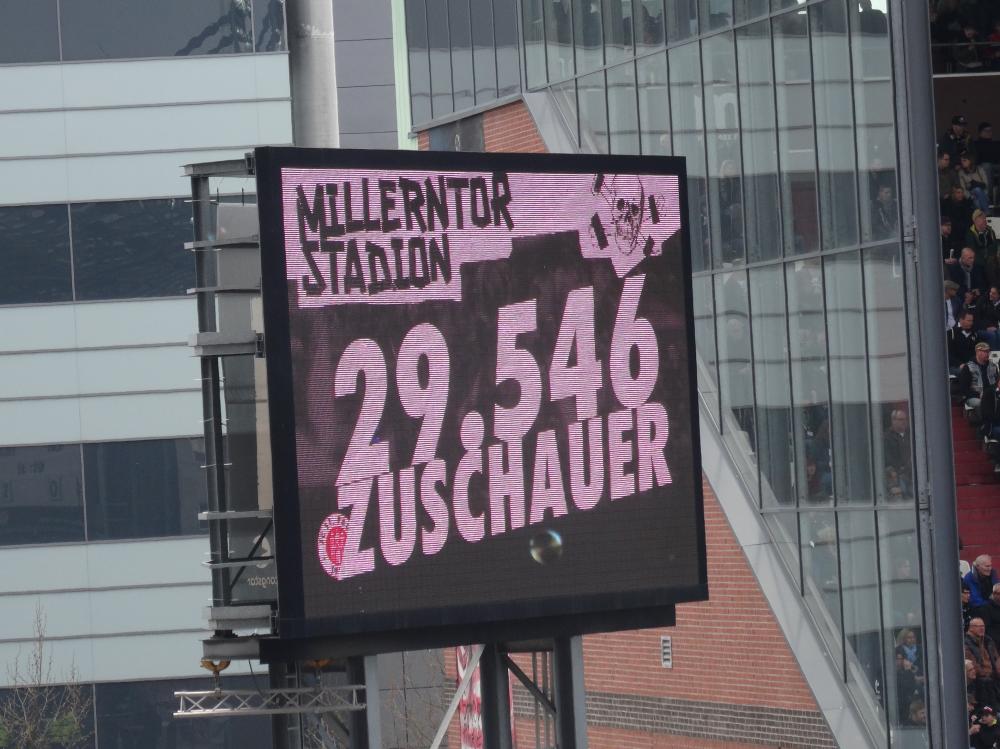 MILLERNTOR
STADION
29.546
ZUSCHAUER